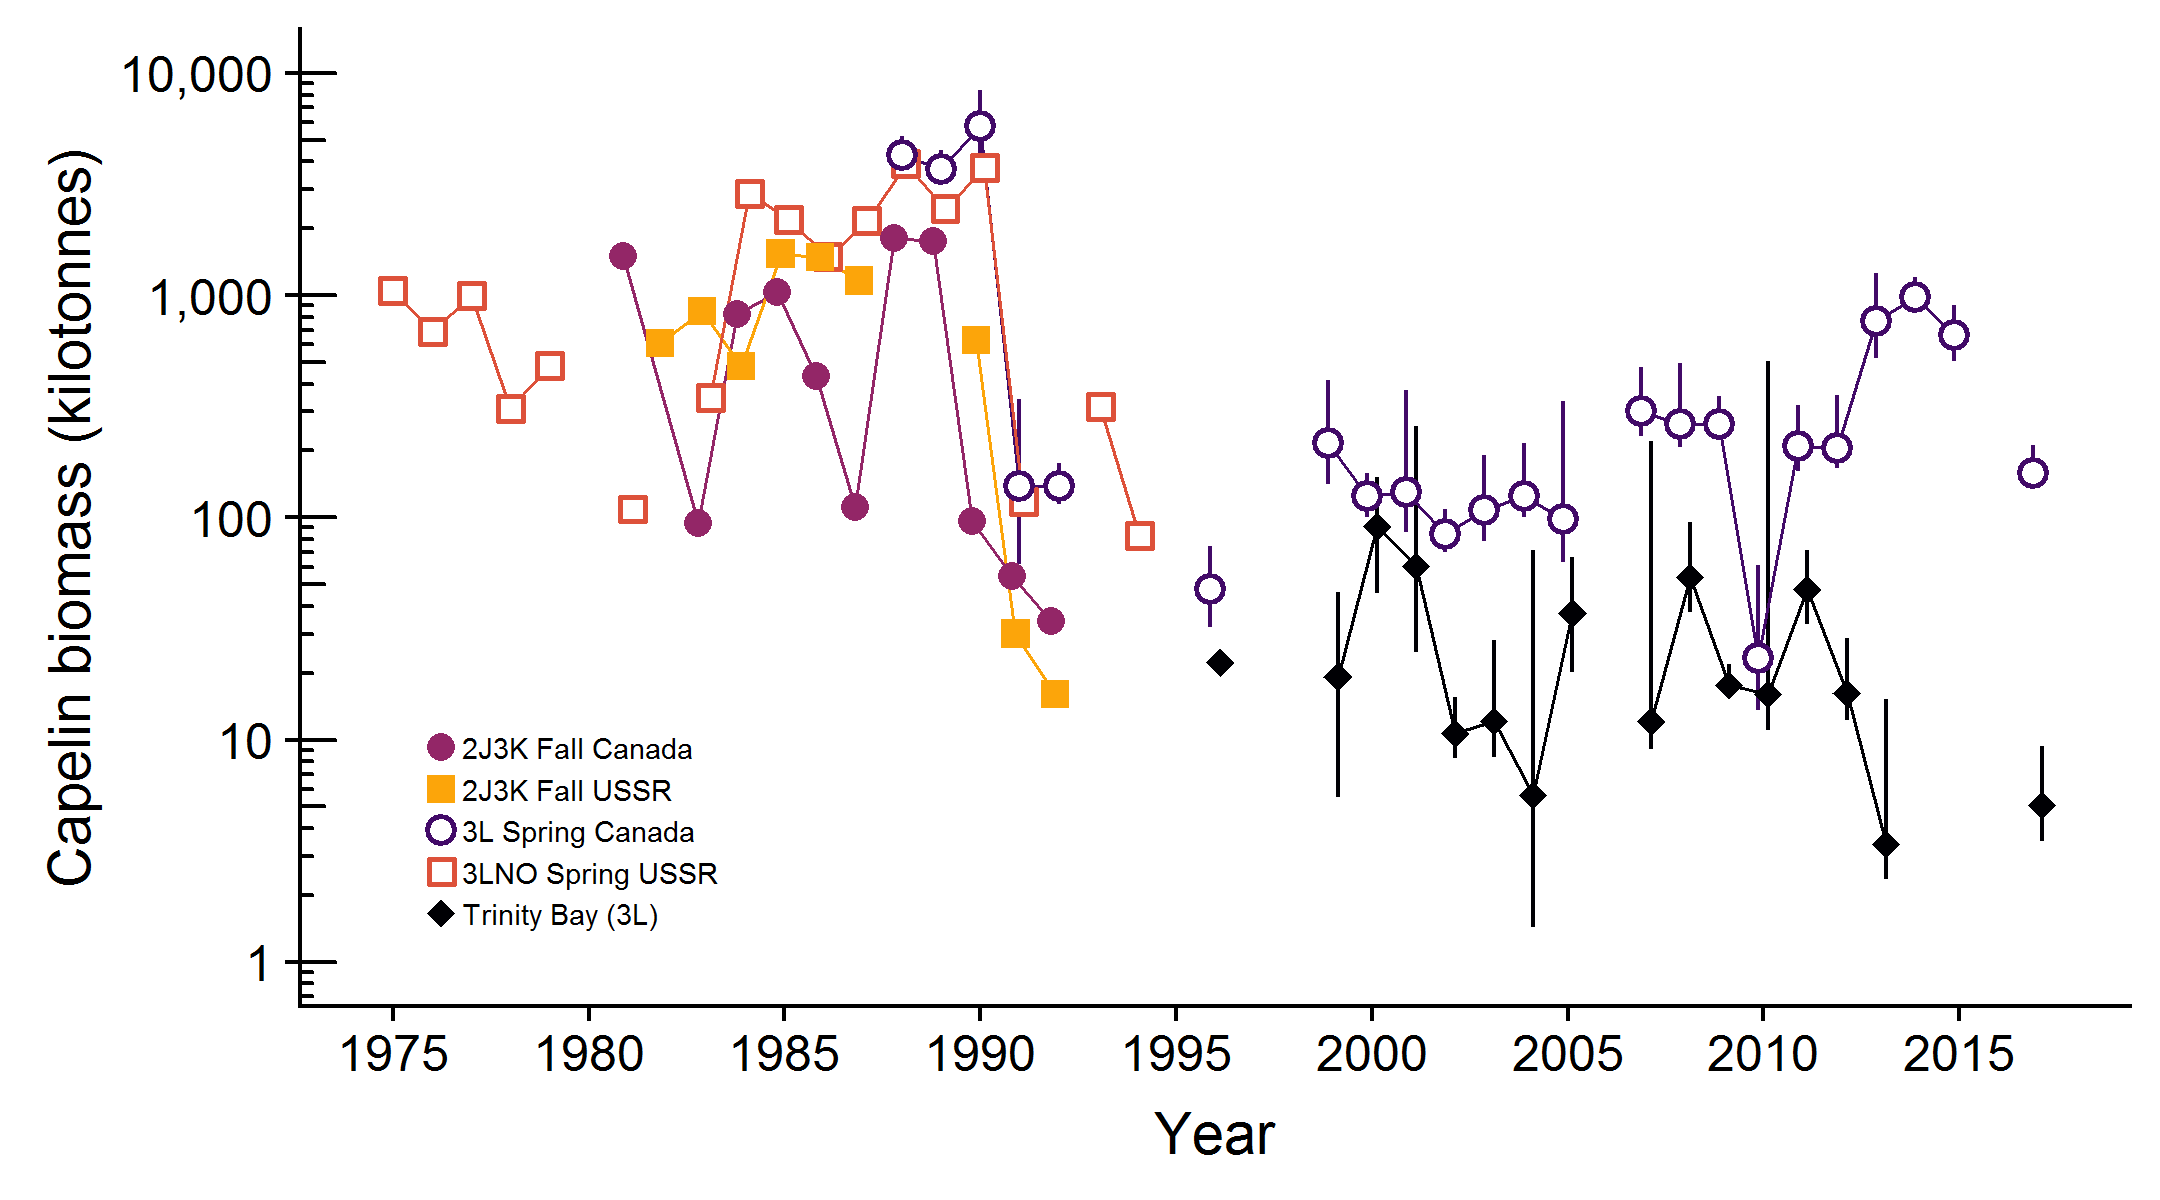 10,000
1,000
100
10
1
Capelin biomass (kilotonnes)
2J3K Fall Canada
2J3K Fall USSR
3L Spring Canada
3LNO Spring USSR
Trinity Bay (3L)
1975 1980 1985 1990 1995 2000 2005 2010 2015
Year